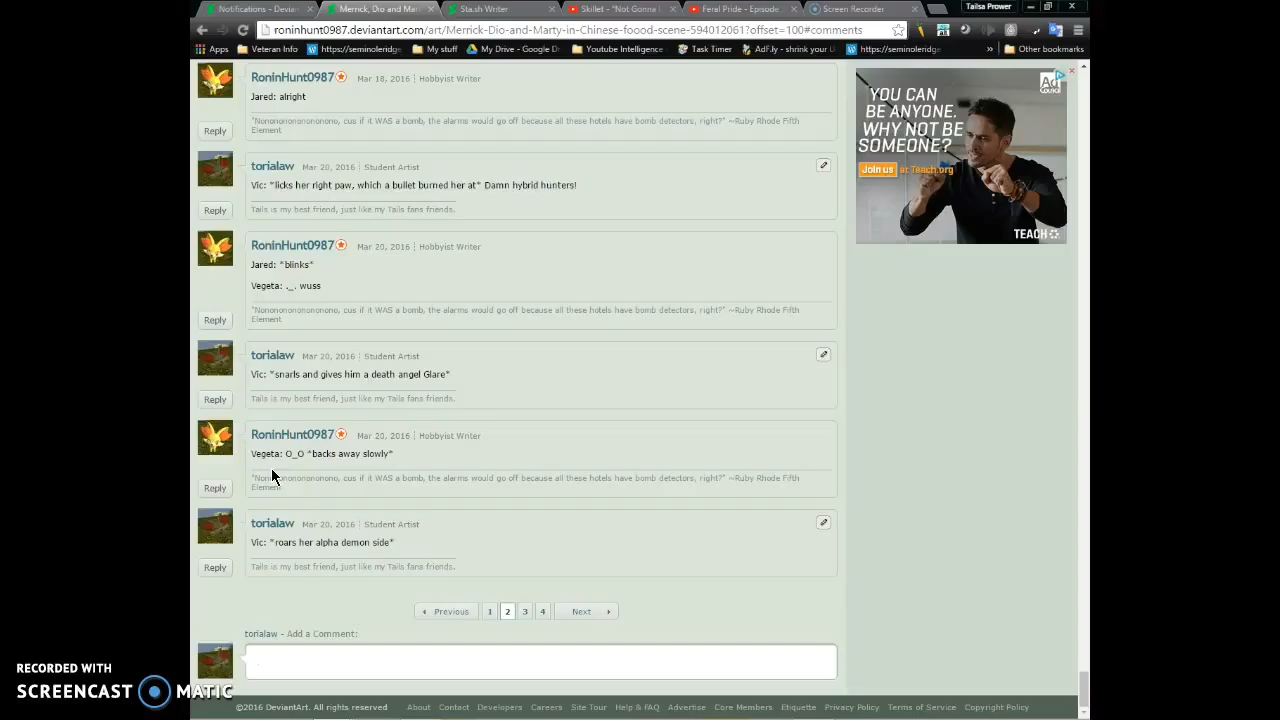 Notifications - Deviant
Merrick, Dio and Mart
Sta.sh Writer
Skillet - "Not Gonna
Feral Pride - Episode
Screen Recorder
Tailsa Prower
roninhunt0987.deviantart.com/art/Merrick-Dio-and-Marty-in-Chinese-foood-scene-594012061?offset=100#comments
Apps
Veteran Info
https://seminoleridge
My stuff
My Drive - Google Dr
Youtube Intelligence
Task Timer
AdF.ly - shrink your U
https://seminoleridge
»
Other bookmarks
RoninHunt0987 Mar 18, 2016 | Hobbyist Writer
Jared: alright
"Nonononononononono, cus if it WAS a bomb, the alarms would go off because all these hotels have bomb detectors, right?" ~Ruby Rhode Fifth
Element
Reply
torialaw Mar 20, 2016 | Student Artist
Vic: *licks her right paw, which a bullet burned her at* Damn hybrid hunters!
Tails is my best friend, just like my Tails fans friends.
Reply
RoninHunt0987 Mar 20, 2016 | Hobbyist Writer
Jared: *blinks*
Vegeta: ._. wuss
"Nonononononononono, cus if it WAS a bomb, the alarms would go off because all these hotels have bomb detectors, right?" ~Ruby Rhode Fifth
Element
Reply
torialaw Mar 20, 2016 | Student Artist
Vic: *snarls and gives him a death angel Glare*
Tails is my best friend, just like my Tails fans friends.
Reply
RoninHunt0987 Mar 20, 2016 | Hobbyist Writer
Vegeta: O_O *backs away slowly*
"Nonononononononono, cus if it WAS a bomb, the alarms would go off because all these hotels have bomb detectors, right?" ~Ruby Rhode Fifth
Element
Reply
torialaw Mar 20, 2016 | Student Artist
Vic: *roars her alpha demon side*
Tails is my best friend, just like my Tails fans friends.
Reply
Previous 1 2 3 4 Next
torialaw - Add a Comment:
©2016 DeviantArt. All rights reserved About Contact Developers Careers Site Tour Help & FAQ Advertise Core Members Etiquette Privacy Policy Terms of Service Copyright Policy
Ad Council
YOU CAN
BE ANYONE.
WHY NOT BE
SOMEONE?
Join us at Teach.org
TEACH
RECORDED WITH
SCREENCAST MATIC